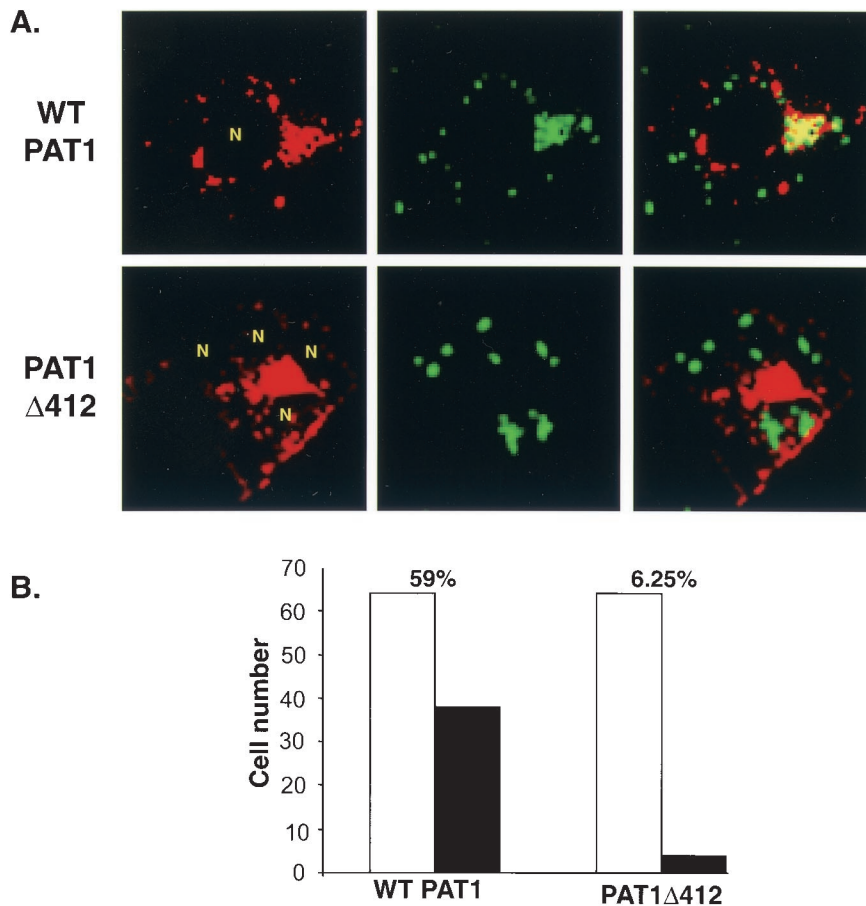 A.
WT
PAT1
N
PAT1
Δ412
N
N
N
N
B.
59%
6.25%
70
60
50
40
30
20
10
0
Cell number
WT PAT1
PAT1Δ412